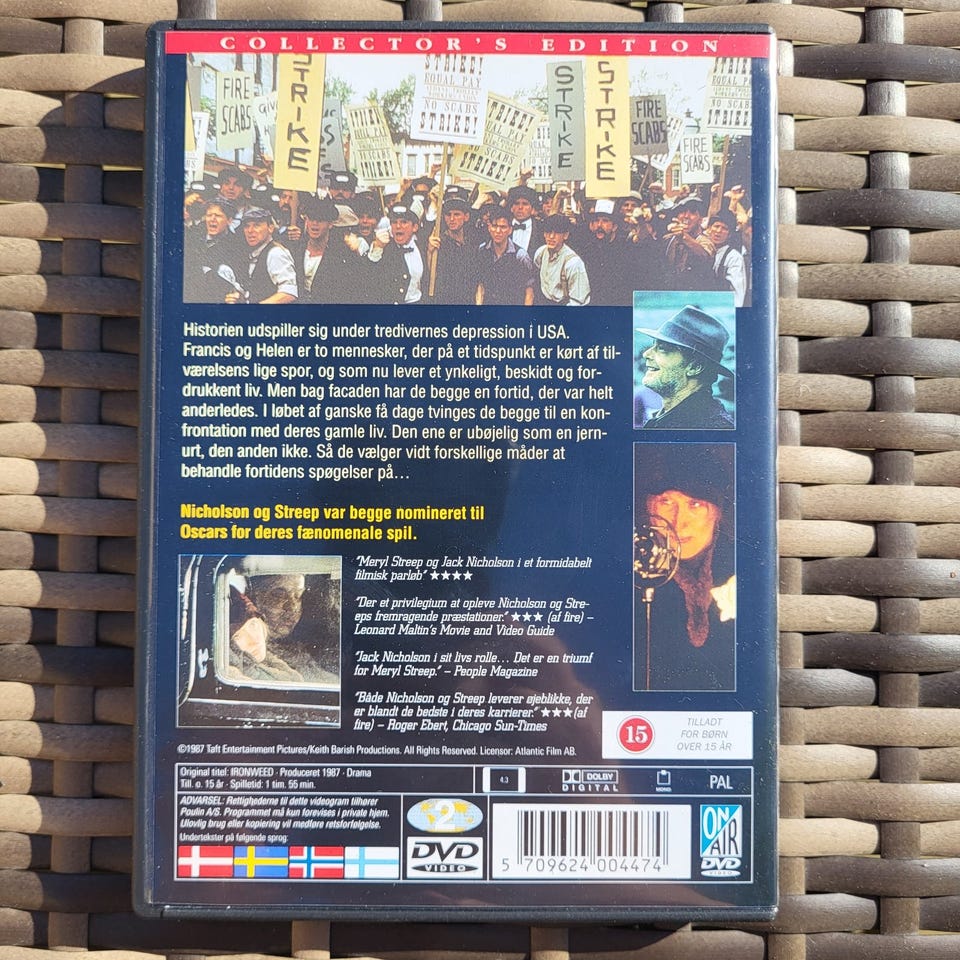 COLLECTOR'S EDITION
FIRE SCABS
STRIKE
STRIKE!
EQUAL PAY
NO SCABS
STRIKE!
STRIKE
STRIKE
FIRE SCABS
FIRE SCABS
Historien udspiller sig under tredivernes depression i USA.
Francis og Helen er to mennesker, der på et tidspunkt er kørt af til-
værelsens lige spor, og som nu lever et ynkeligt, beskidt og for-
drukkent liv. Men bag facaden har de begge en fortid, der var helt
anderledes. I løbet af ganske få dage tvinges de begge til en kon-
frontation med deres gamle liv. Den ene er ubøjelig som en jern-
urt, den anden ikke. Så de vælger vidt forskellige måder at
behandle fortidens spøgelser på...
Nicholson og Streep var begge nomineret til
Oscars for deres fænomenale spil.
"Meryl Streep og Jack Nicholson i et formidabelt
filmisk parløb" ★★★★
"Der et privilegium at opleve Nicholson og Stre-
eps fremragende præstationer." ★★★ (af fire) –
Leonard Maltin's Movie and Video Guide
"Jack Nicholson i sit livs rolle... Det er en triumf
for Meryl Streep." – People Magazine
"Både Nicholson og Streep leverer øjeblikke, der
er blandt de bedste i deres karrierer." ★★★ (af
fire) – Roger Ebert, Chicago Sun-Times
15
TILLADT
FOR BØRN
OVER 15 ÅR
©1987 Taft Entertainment Pictures/Keith Barish Productions. All Rights Reserved. Licensor: Atlantic Film AB.
Original titel: IRONWEED · Produceret 1987 · Drama
Till. o. 15 år · Spilletid: 1 tim. 55 min.
4:3
DOLBY
DIGITAL
MONO
PAL
ADVARSEL: Rettighederne til dette videogram tilhører
Poulin A/S. Programmet må kun forevises i private hjem.
Ulovlig brug eller kopiering vil medføre retsforfølgelse.
Undertekster på følgende sprog:
2
DVD
VIDEO
5 709624 004474
ON
AIR
DVD
VIDEO